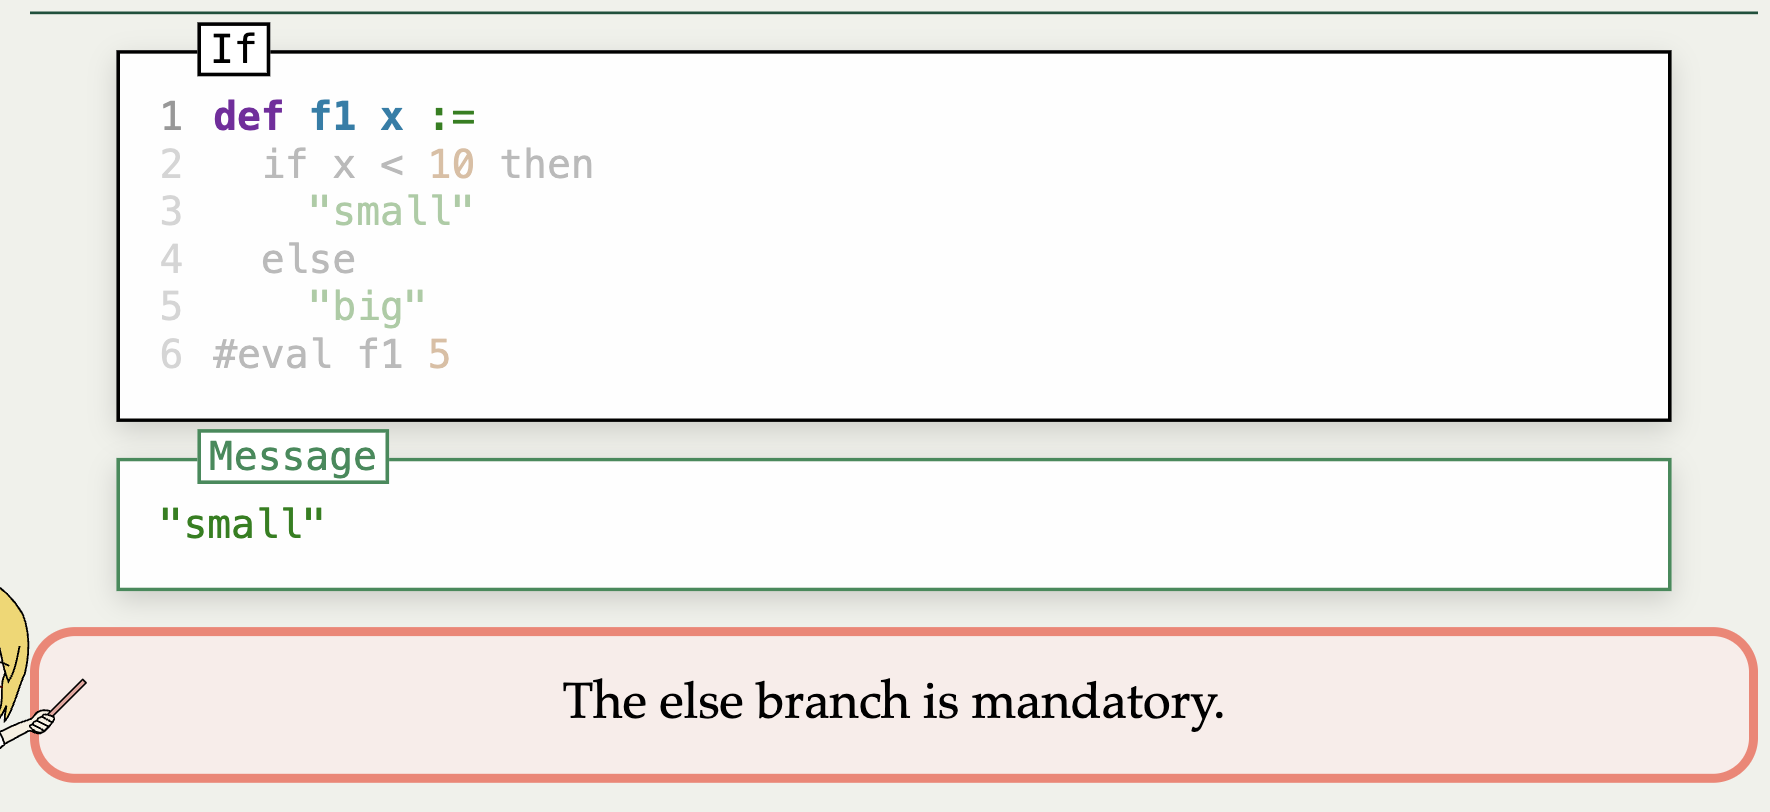 If
1 def f1 x :=
2   if x < 10 then
3     "small"
4   else
5     "big"
6 #eval f1 5
Message
"small"
The else branch is mandatory.